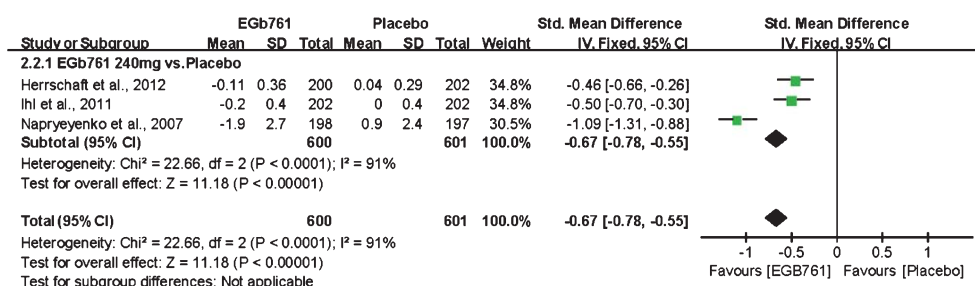 EGb761 Placebo Std. Mean Difference Std. Mean Difference
Study or Subgroup Mean SD Total Mean SD Total Weight IV. Fixed. 95% CI IV. Fixed. 95% CI
2.2.1 EGb761 240mg vs.Placebo
Herrschaft et al., 2012 -0.11 0.36 200 0.04 0.29 202 34.8% -0.46 [-0.66, -0.26]
Ihl et al., 2011 -0.2 0.4 202 0 0.4 202 34.8% -0.50 [-0.70, -0.30]
Napryeyenko et al., 2007 -1.9 2.7 198 0.9 2.4 197 30.5% -1.09 [-1.31, -0.88]
Subtotal (95% CI) 600 601 100.0% -0.67 [-0.78, -0.55]
Heterogeneity: Chi² = 22.66, df = 2 (P < 0.0001); I² = 91%
Test for overall effect: Z = 11.18 (P < 0.00001)
Total (95% CI) 600 601 100.0% -0.67 [-0.78, -0.55]
Heterogeneity: Chi² = 22.66, df = 2 (P < 0.0001); I² = 91%
Test for overall effect: Z = 11.18 (P < 0.00001)
Test for subgroup differences: Not applicable
-1 -0.5 0 0.5 1
Favours [EGB761] Favours [Placebo]